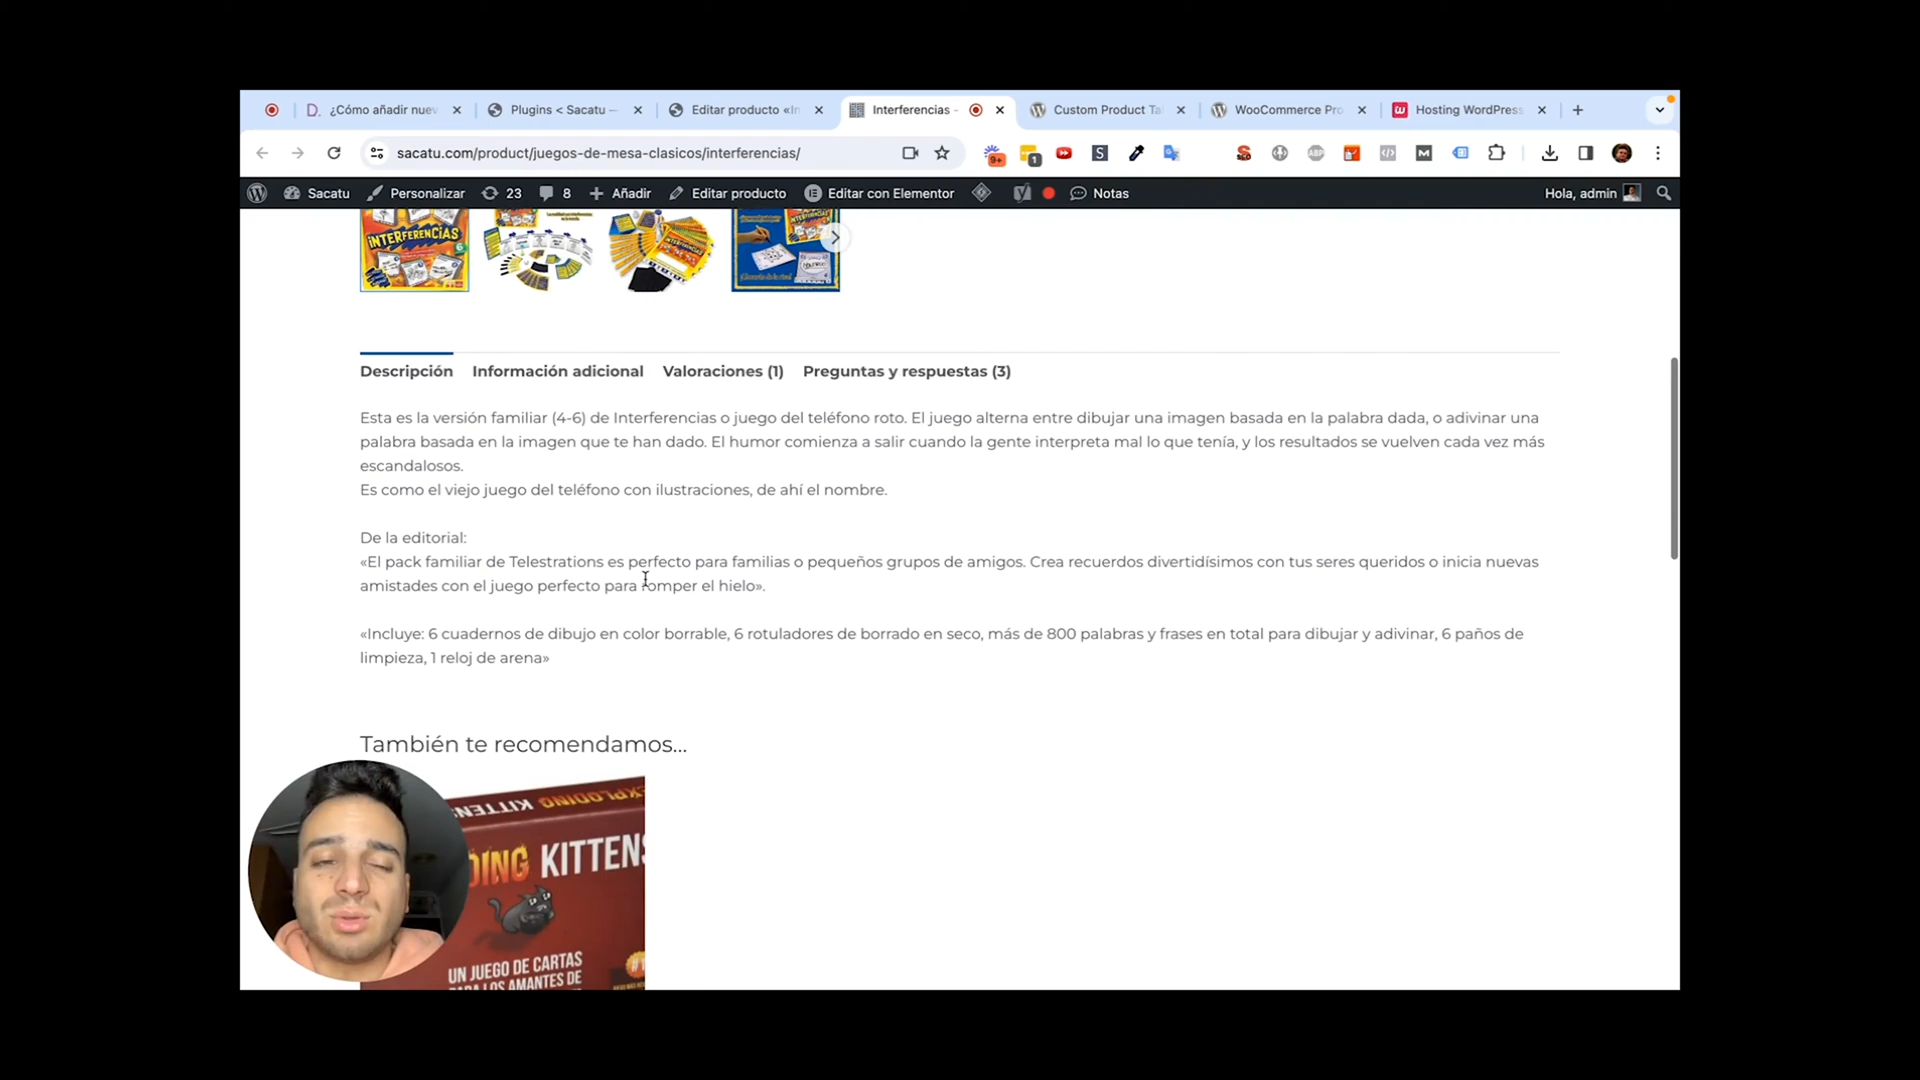 ¿Cómo añadir nuev
Plugins < Sacatu —
Editar producto «In
Interferencias -
Custom Product Ta
WooCommerce Pro
Hosting WordPress
sacatu.com/product/juegos-de-mesa-clasicos/interferencias/
9+
1
Sacatu
Personalizar
23
8
Añadir
Editar producto
Editar con Elementor
Notas
Hola, admin
INTERFERENCIAS
Descripción
Información adicional
Valoraciones (1)
Preguntas y respuestas (3)
Esta es la versión familiar (4-6) de Interferencias o juego del teléfono roto. El juego alterna entre dibujar una imagen basada en la palabra dada, o adivinar una
palabra basada en la imagen que te han dado. El humor comienza a salir cuando la gente interpreta mal lo que tenía, y los resultados se vuelven cada vez más
escandalosos.
Es como el viejo juego del teléfono con ilustraciones, de ahí el nombre.
De la editorial:
«El pack familiar de Telestrations es perfecto para familias o pequeños grupos de amigos. Crea recuerdos divertidísimos con tus seres queridos o inicia nuevas
amistades con el juego perfecto para romper el hielo».
«Incluye: 6 cuadernos de dibujo en color borrable, 6 rotuladores de borrado en seco, más de 800 palabras y frases en total para dibujar y adivinar, 6 paños de
limpieza, 1 reloj de arena»
También te recomendamos...
EXPLODING KITTENS
DING KITTENS
UN JUEGO DE CARTAS
PARA LOS AMANTES DE